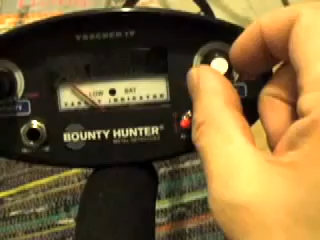 TRACKER IV
LOW BAT
TARGET INDICATOR
BOUNTY HUNTER®
METAL DETECTORS